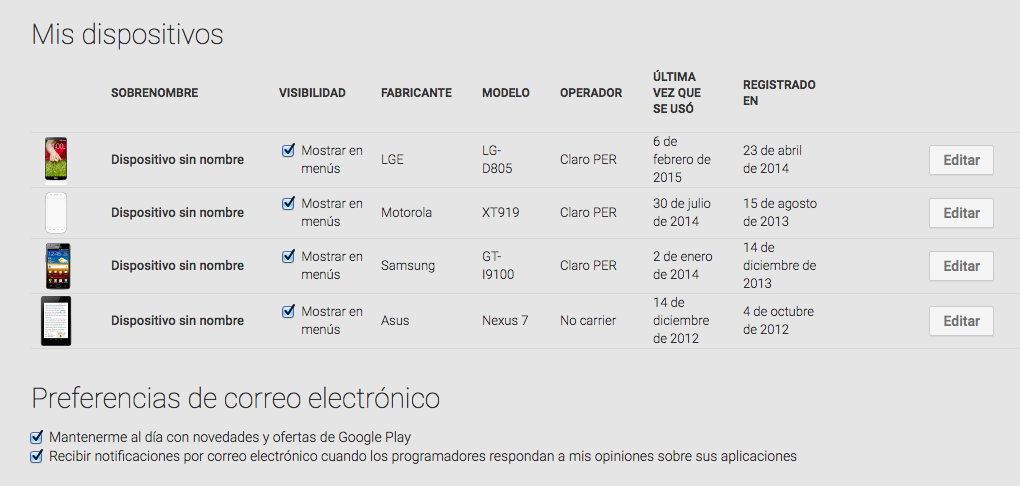 Mis dispositivos
SOBRENOMBRE VISIBILIDAD FABRICANTE MODELO OPERADOR ÚLTIMA VEZ QUE SE USÓ REGISTRADO EN
Dispositivo sin nombre Mostrar en menús LGE LG-D805 Claro PER 6 de febrero de 2015 23 de abril de 2014 Editar
Dispositivo sin nombre Mostrar en menús Motorola XT919 Claro PER 30 de julio de 2014 15 de agosto de 2013 Editar
Dispositivo sin nombre Mostrar en menús Samsung GT-I9100 Claro PER 2 de enero de 2014 14 de diciembre de 2013 Editar
Dispositivo sin nombre Mostrar en menús Asus Nexus 7 No carrier 14 de diciembre de 2012 4 de octubre de 2012 Editar
Preferencias de correo electrónico
Mantenerme al día con novedades y ofertas de Google Play
Recibir notificaciones por correo electrónico cuando los programadores respondan a mis opiniones sobre sus aplicaciones